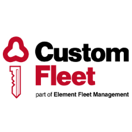 Custom
Fleet
part of Element Fleet Management